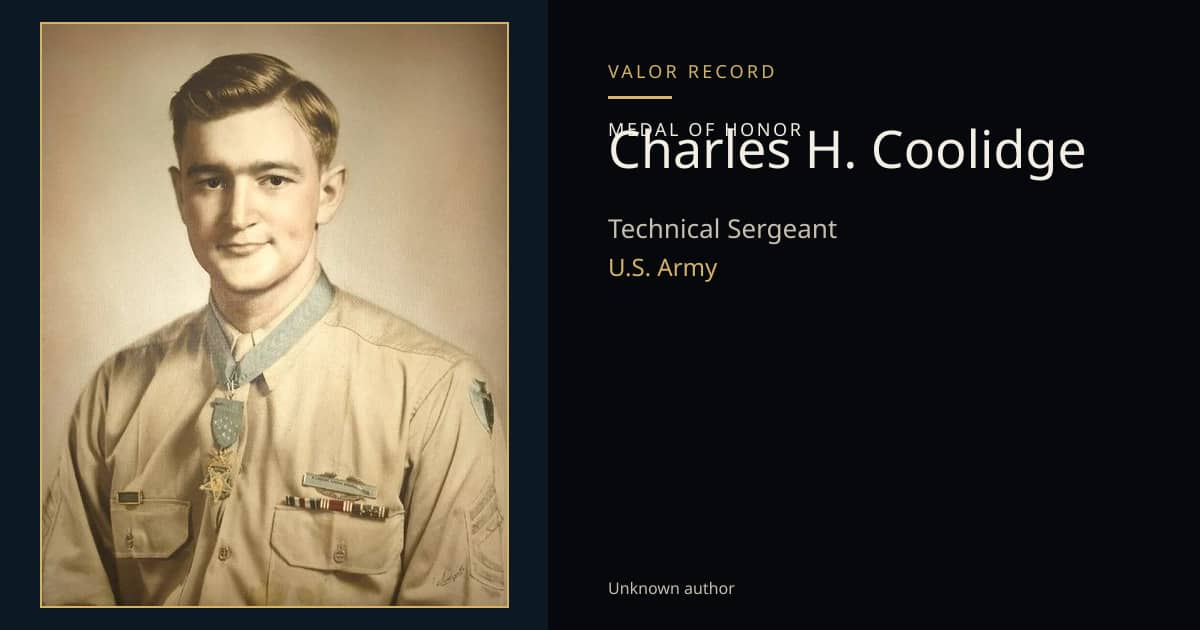 VALOR RECORD
MEDAL OF HONOR
Charles H. Coolidge
Technical Sergeant
U.S. Army
Unknown author